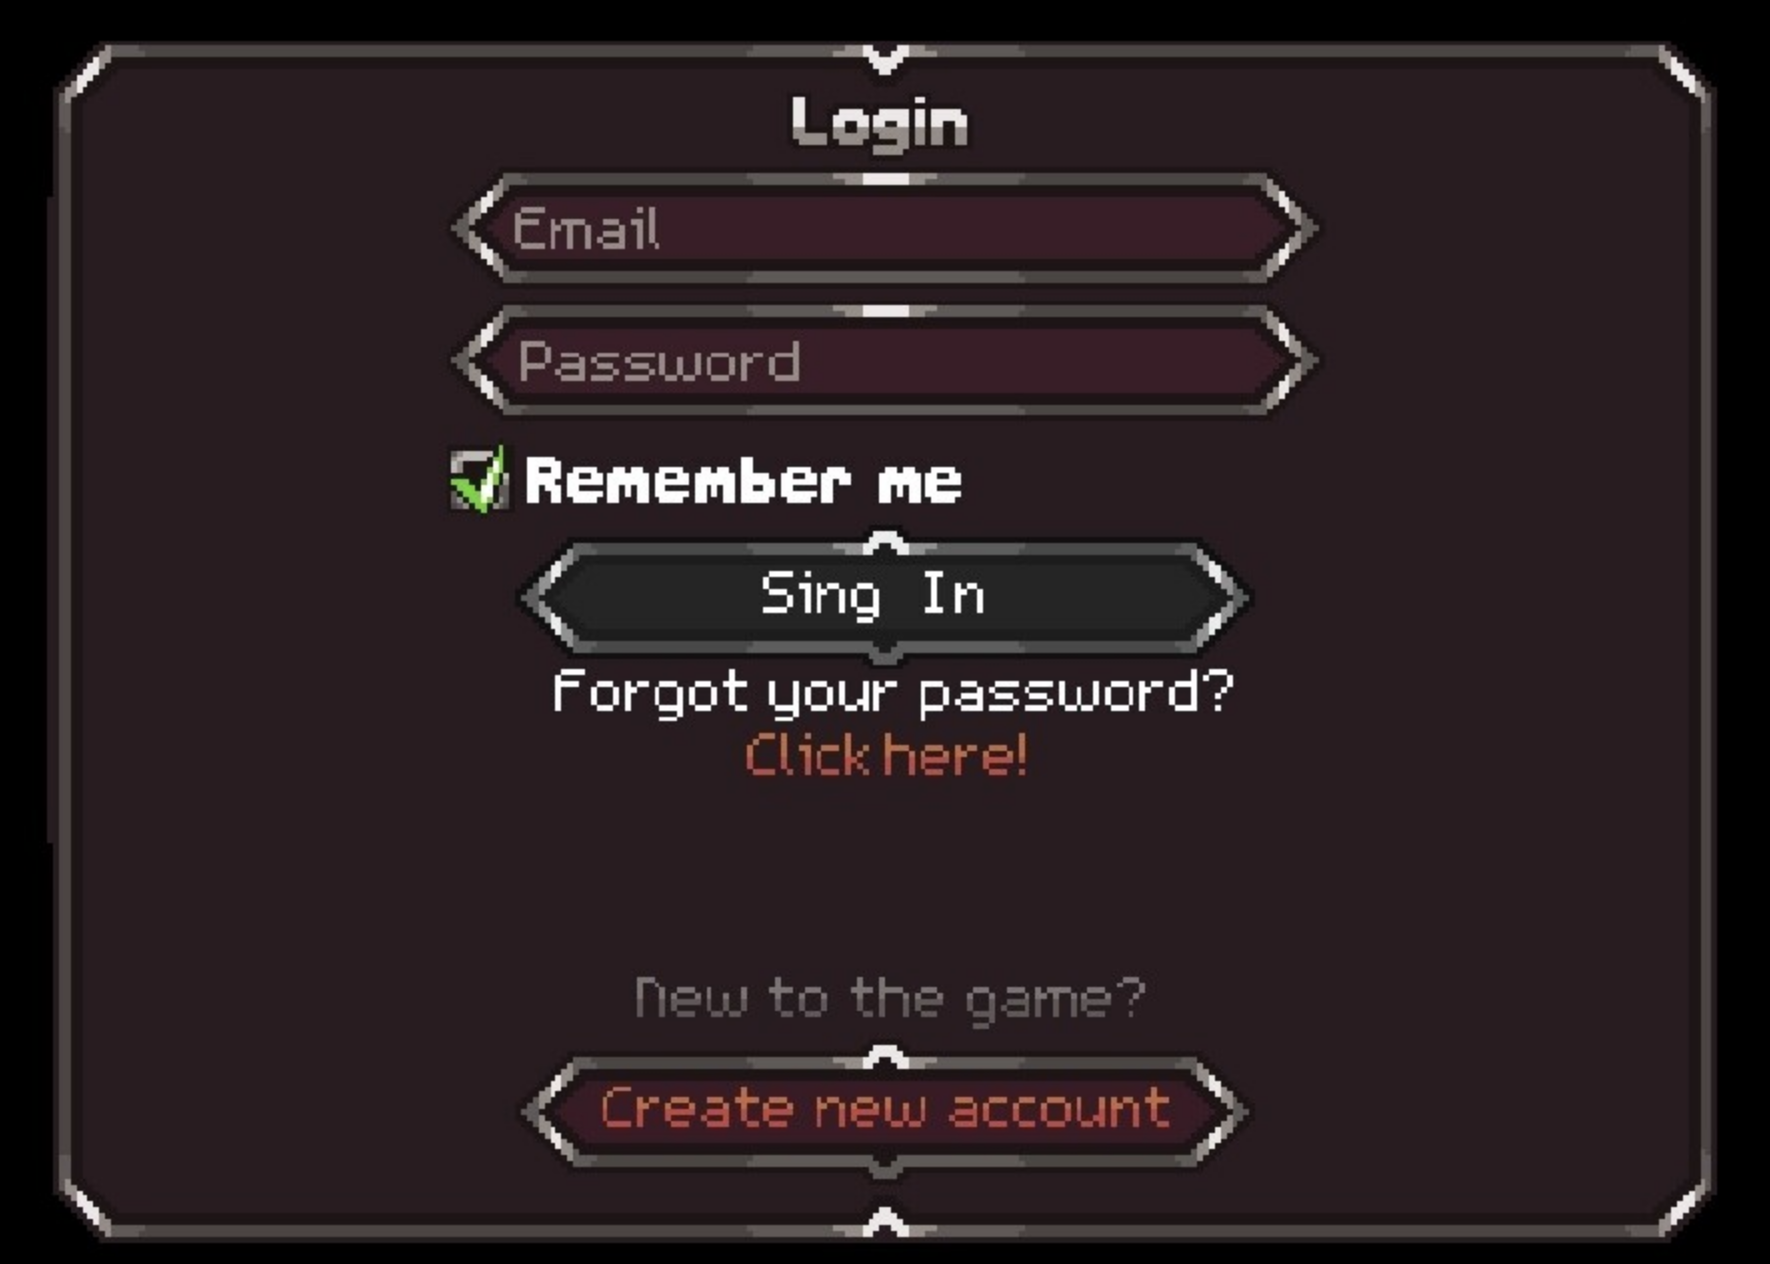 Login
Email
Password
Remember me
Sing In
Forgot your password?
Click here!
New to the game?
Create new account